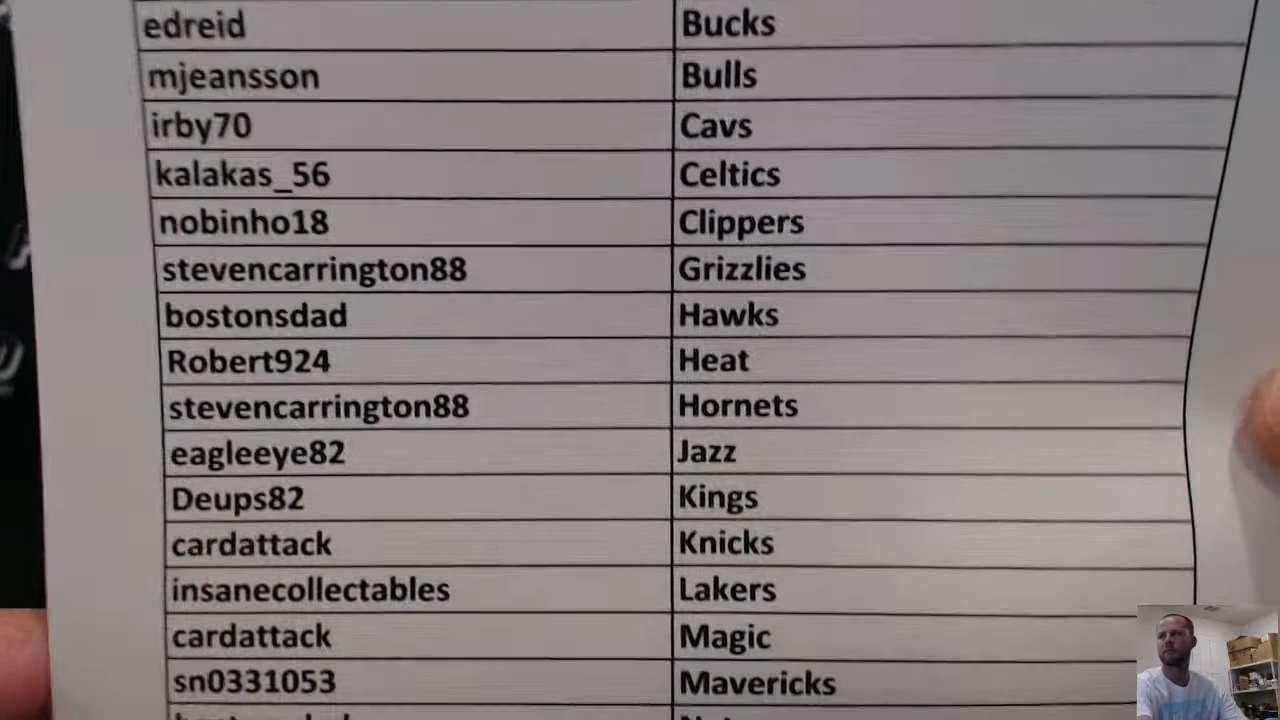 edreid Bucks
mjeansson Bulls
irby70 Cavs
kalakas_56 Celtics
nobinho18 Clippers
stevencarrington88 Grizzlies
bostonsdad Hawks
Robert924 Heat
stevencarrington88 Hornets
eagleeye82 Jazz
Deups82 Kings
cardattack Knicks
insanecollectables Lakers
cardattack Magic
sn0331053 Mavericks